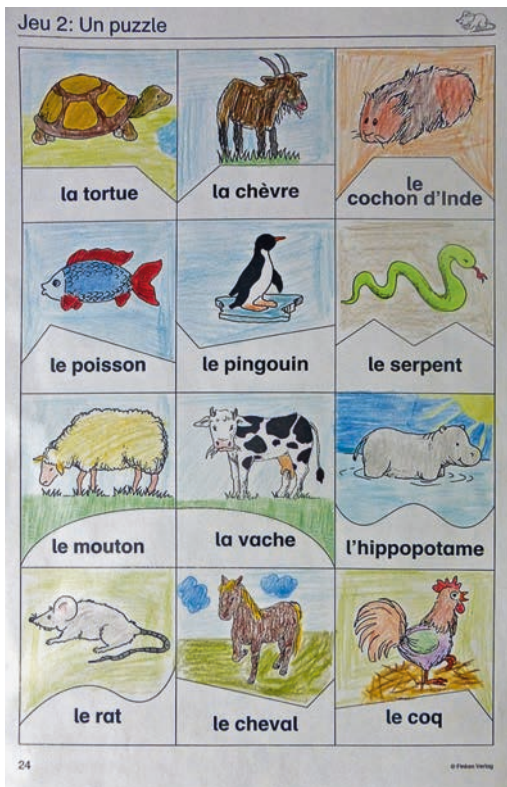 Jeu 2: Un puzzle
la tortue
la chèvre
le
cochon d'Inde
le poisson
le pingouin
le serpent
le mouton
la vache
l'hippopotame
le rat
le cheval
le coq
24
© Finken Verlag